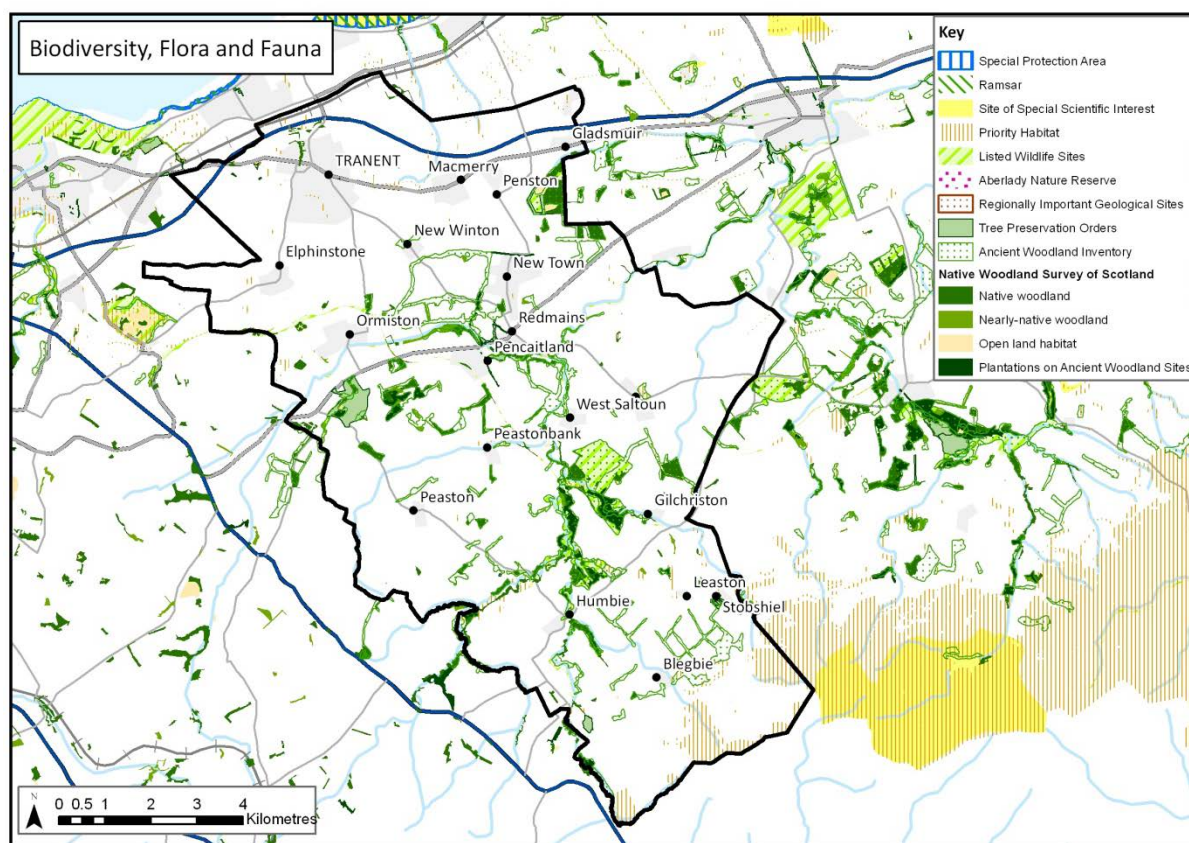 Biodiversity, Flora and Fauna
Key
Special Protection Area
Ramsar
Site of Special Scientific Interest
Priority Habitat
Listed Wildlife Sites
Aberlady Nature Reserve
Regionally Important Geological Sites
Tree Preservation Orders
Ancient Woodland Inventory
Native Woodland Survey of Scotland
Native woodland
Nearly-native woodland
Open land habitat
Plantations on Ancient Woodland Sites
Gladsmuir
TRANENT
Macmerry
Penston
New Winton
Elphinstone
New Town
Ormiston
Redmains
Pencaitland
West Saltoun
Peastonbank
Peaston
Gilchriston
Leaston
Stobshiel
Humbie
Blegbie
N
0 0.5 1 2 3 4
Kilometres